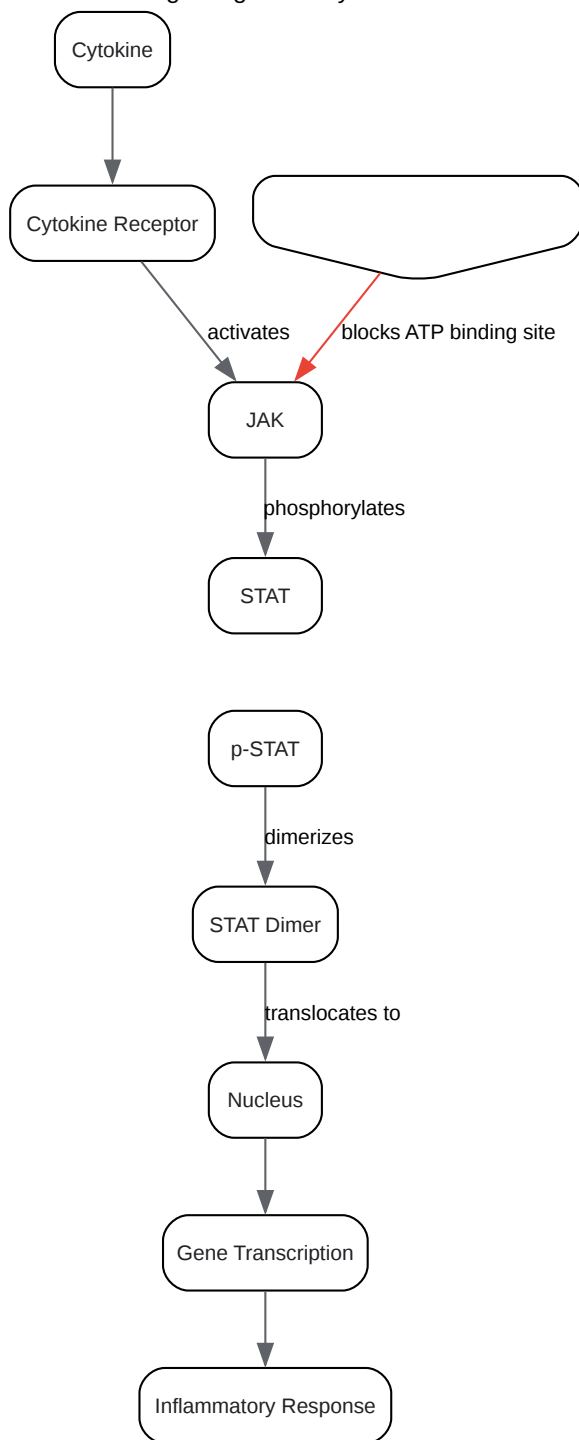 Cytokine
Cytokine Receptor
activates
blocks ATP binding site
JAK
phosphorylates
STAT
p-STAT
dimerizes
STAT Dimer
translocates to
Nucleus
Gene Transcription
Inflammatory Response